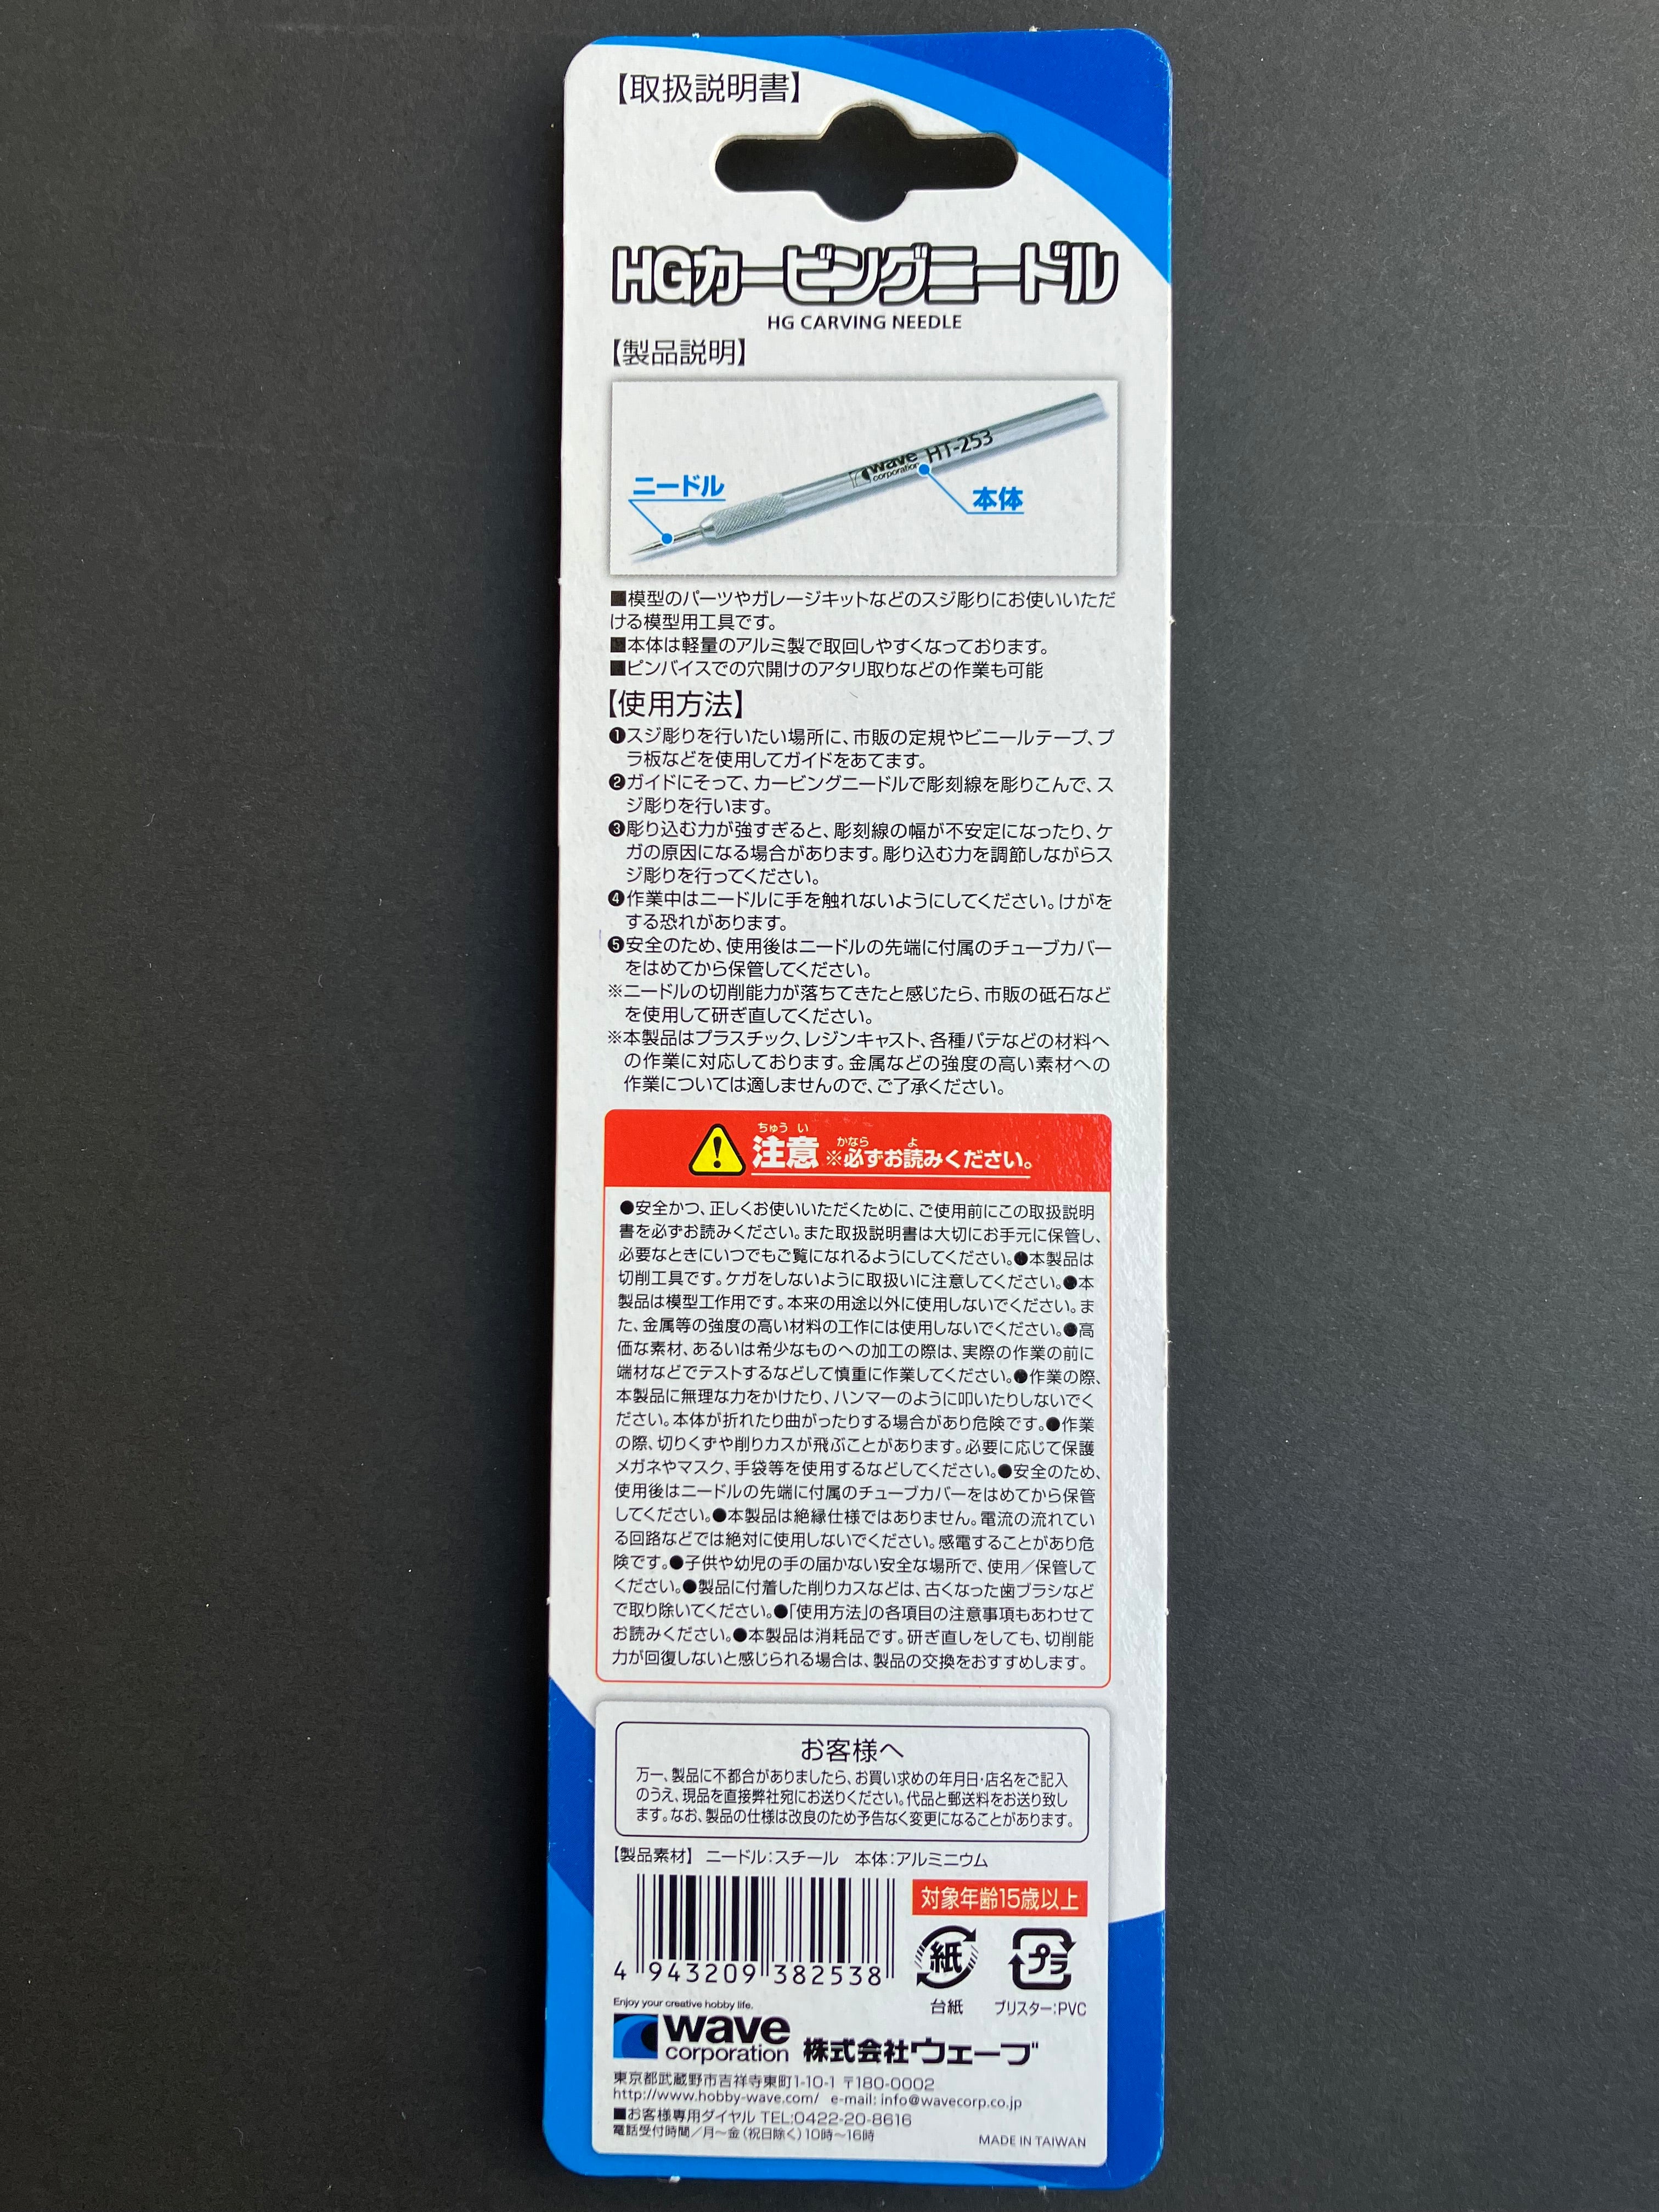 【取扱説明書】
HGカービングニードル
HG CARVING NEEDLE
【製品説明】
ニードル
wave
corporation
HT-253
本体
■模型のパーツやガレージキットなどのスジ彫りにお使いいただ
ける模型用工具です。
■本体は軽量のアルミ製で取回しやすくなっております。
■ピンバイスでの穴開けのアタリ取りなどの作業も可能
【使用方法】
❶スジ彫りを行いたい場所に、市販の定規やビニールテープ、プ
ラ板などを使用してガイドをあてます。
❷ガイドにそって、カービングニードルで彫刻線を彫りこんで、ス
ジ彫りを行います。
❸彫り込む力が強すぎると、彫刻線の幅が不安定になったり、ケ
ガの原因になる場合があります。彫り込む力を調節しながらス
ジ彫りを行ってください。
❹作業中はニードルに手を触れないようにしてください。けがを
する恐れがあります。
❺安全のため、使用後はニードルの先端に付属のチューブカバー
をはめてから保管してください。
※ニードルの切削能力が落ちてきたと感じたら、市販の砥石など
を使用して研ぎ直してください。
※本製品はプラスチック、レジンキャスト、各種パテなどの材料へ
の作業に対応しております。金属などの強度の高い素材への
作業については適しませんので、ご了承ください。
ちゅう い かなら よ
注意 ※必ずお読みください。
●安全かつ、正しくお使いいただくために、ご使用前にこの取扱説明
書を必ずお読みください。また取扱説明書は大切にお手元に保管し、
必要なときにいつでもご覧になれるようにしてください。●本製品は
切削工具です。ケガをしないように取扱いに注意してください。●本
製品は模型工作用です。本来の用途以外に使用しないでください。ま
た、金属等の強度の高い材料の工作には使用しないでください。●高
価な素材、あるいは希少なものへの加工の際は、実際の作業の前に
端材などでテストするなどして慎重に作業してください。●作業の際、
本製品に無理な力をかけたり、ハンマーのように叩いたりしないでく
ださい。本体が折れたり曲がったりする場合があり危険です。●作業
の際、切りくずや削りカスが飛ぶことがあります。必要に応じて保護
メガネやマスク、手袋等を使用するなどしてください。●安全のため、
使用後はニードルの先端に付属のチューブカバーをはめてから保管
してください。●本製品は絶縁仕様ではありません。電流の流れてい
る回路などでは絶対に使用しないでください。感電することがあり危
険です。●子供や幼児の手の届かない安全な場所で、使用／保管して
ください。●製品に付着した削りカスなどは、古くなった歯ブラシなど
で取り除いてください。●「使用方法」の各項目の注意事項もあわせて
お読みください。●本製品は消耗品です。研ぎ直しをしても、切削能
力が回復しないと感じられる場合は、製品の交換をおすすめします。
お客様へ
万一、製品に不都合がありましたら、お買い求めの年月日・店名をご記入
のうえ、現品を直接弊社宛にお送りください。代品と郵送料をお送り致し
ます。なお、製品の仕様は改良のため予告なく変更になることがあります。
【製品素材】 ニードル：スチール 本体：アルミニウム
対象年齢15歳以上
4 943209 382538
紙
台紙
プラ
ブリスター：PVC
Enjoy your creative hobby life.
wave
corporation
株式会社ウェーブ
東京都武蔵野市吉祥寺東町1-10-1 〒180-0002
http://www.hobby-wave.com/ e-mail: info@wavecorp.co.jp
■お客様専用ダイヤル TEL:0422-20-8616
電話受付時間／月〜金（祝日除く）10時〜16時
MADE IN TAIWAN